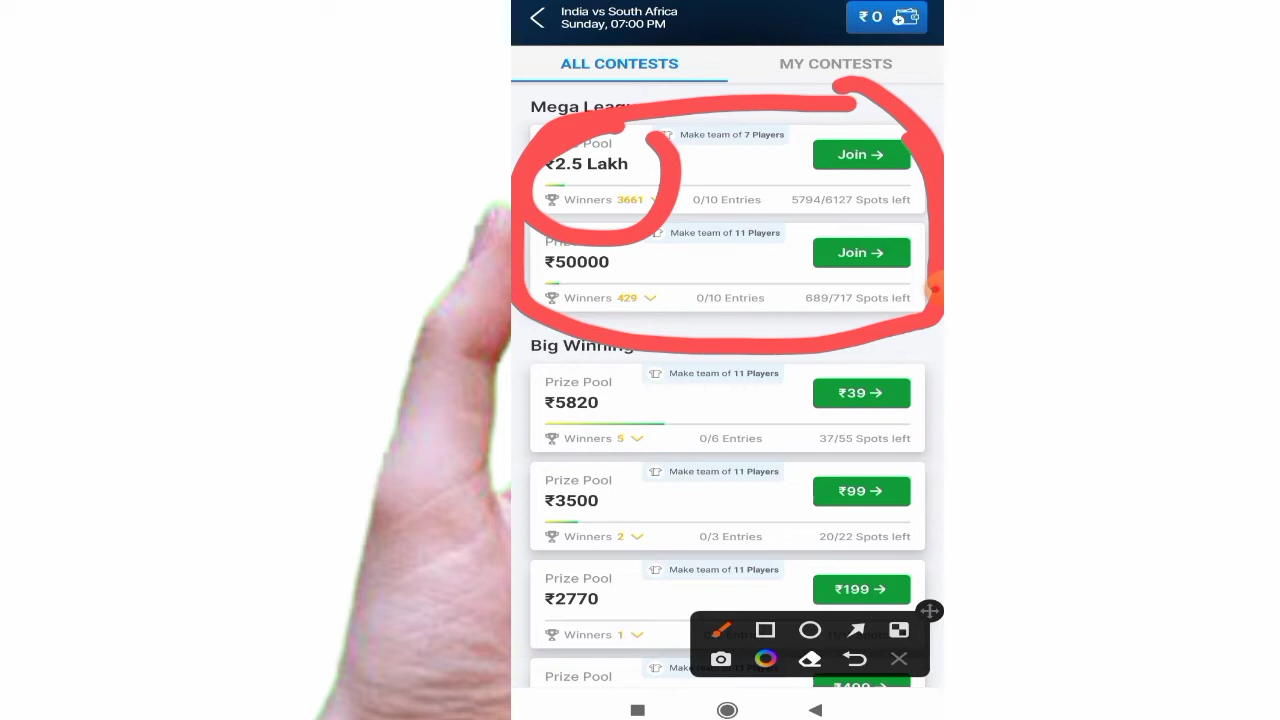 India vs South Africa
Sunday, 07:00 PM
₹ 0
ALL CONTESTS
MY CONTESTS
Mega
Make team of 7 Players
Pool
₹2.5 Lakh
Join →
Winners 3661
0/10 Entries
5794/6127 Spots left
Make team of 11 Players
₹50000
Join →
Winners 429
0/10 Entries
689/717 Spots left
Big Winning
Make team of 11 Players
Prize Pool
₹5820
₹39 →
Winners 5
0/6 Entries
37/55 Spots left
Make team of 11 Players
Prize Pool
₹3500
₹99 →
Winners 2
0/3 Entries
20/22 Spots left
Make team of 11 Players
Prize Pool
₹2770
₹199 →
Winners 1
Make team of 11 Players
Prize Pool